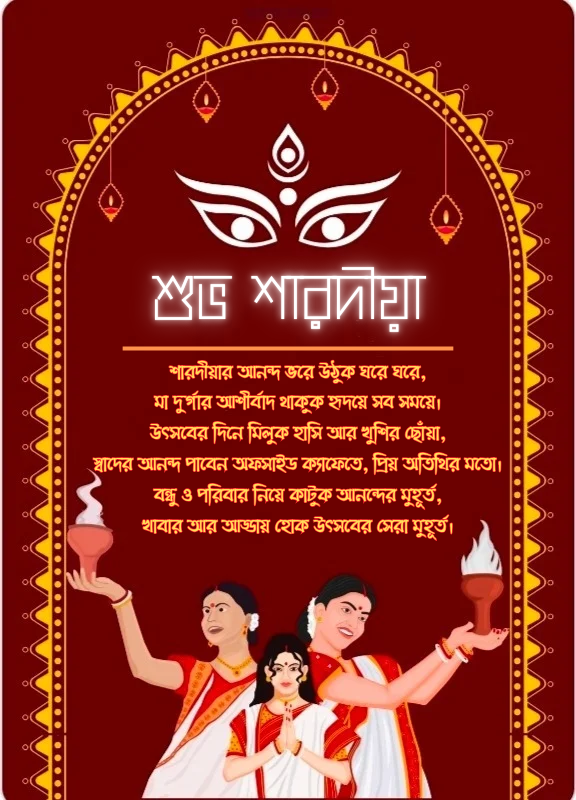 শুভ শারদীয়া
শারদীয়ার আনন্দ ভরে উঠুক ঘরে ঘরে,
মা দুর্গার আশীর্বাদ থাকুক হৃদয়ে সব সময়ে।
উৎসবের দিনে মিলুক হাসি আর খুশির ছোঁয়া,
স্বাদের আনন্দ পাবেন অফসাইড ক্যাফেতে, প্রিয় অতিথির মতো।
বন্ধু ও পরিবার নিয়ে কাটুক আনন্দের মুহূর্ত,
খাবার আর আড্ডায় হোক উৎসবের সেরা মুহূর্ত।